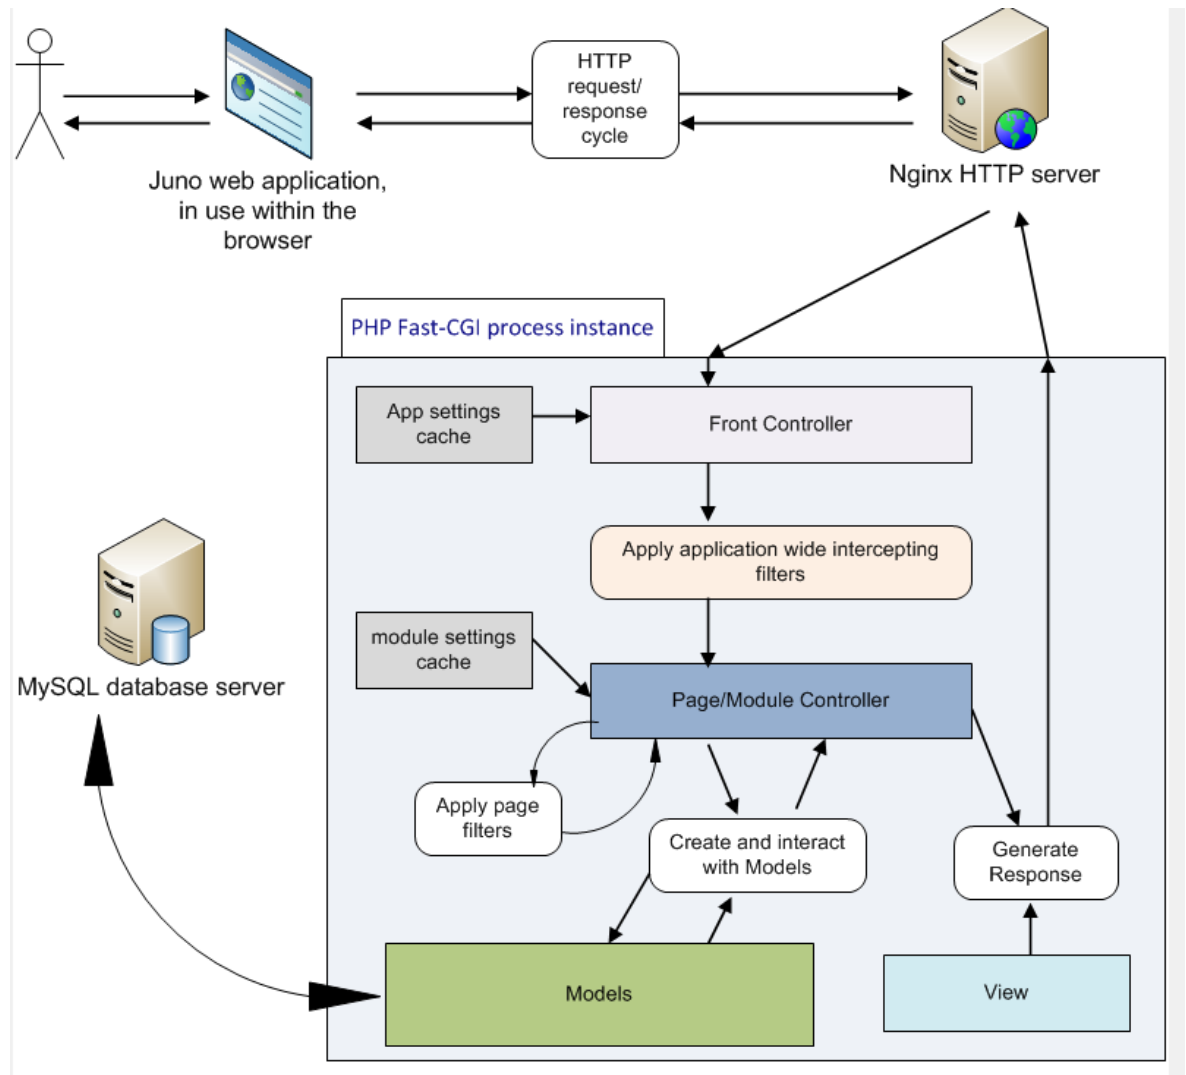 HTTP
request/
response
cycle
Nginx HTTP server
Juno web application,
in use within the
browser
PHP Fast-CGI process instance
App settings
cache
Front Controller
Apply application wide intercepting
filters
module settings
cache
MySQL database server
Page/Module Controller
Apply page
filters
Create and interact
with Models
Generate
Response
Models
View